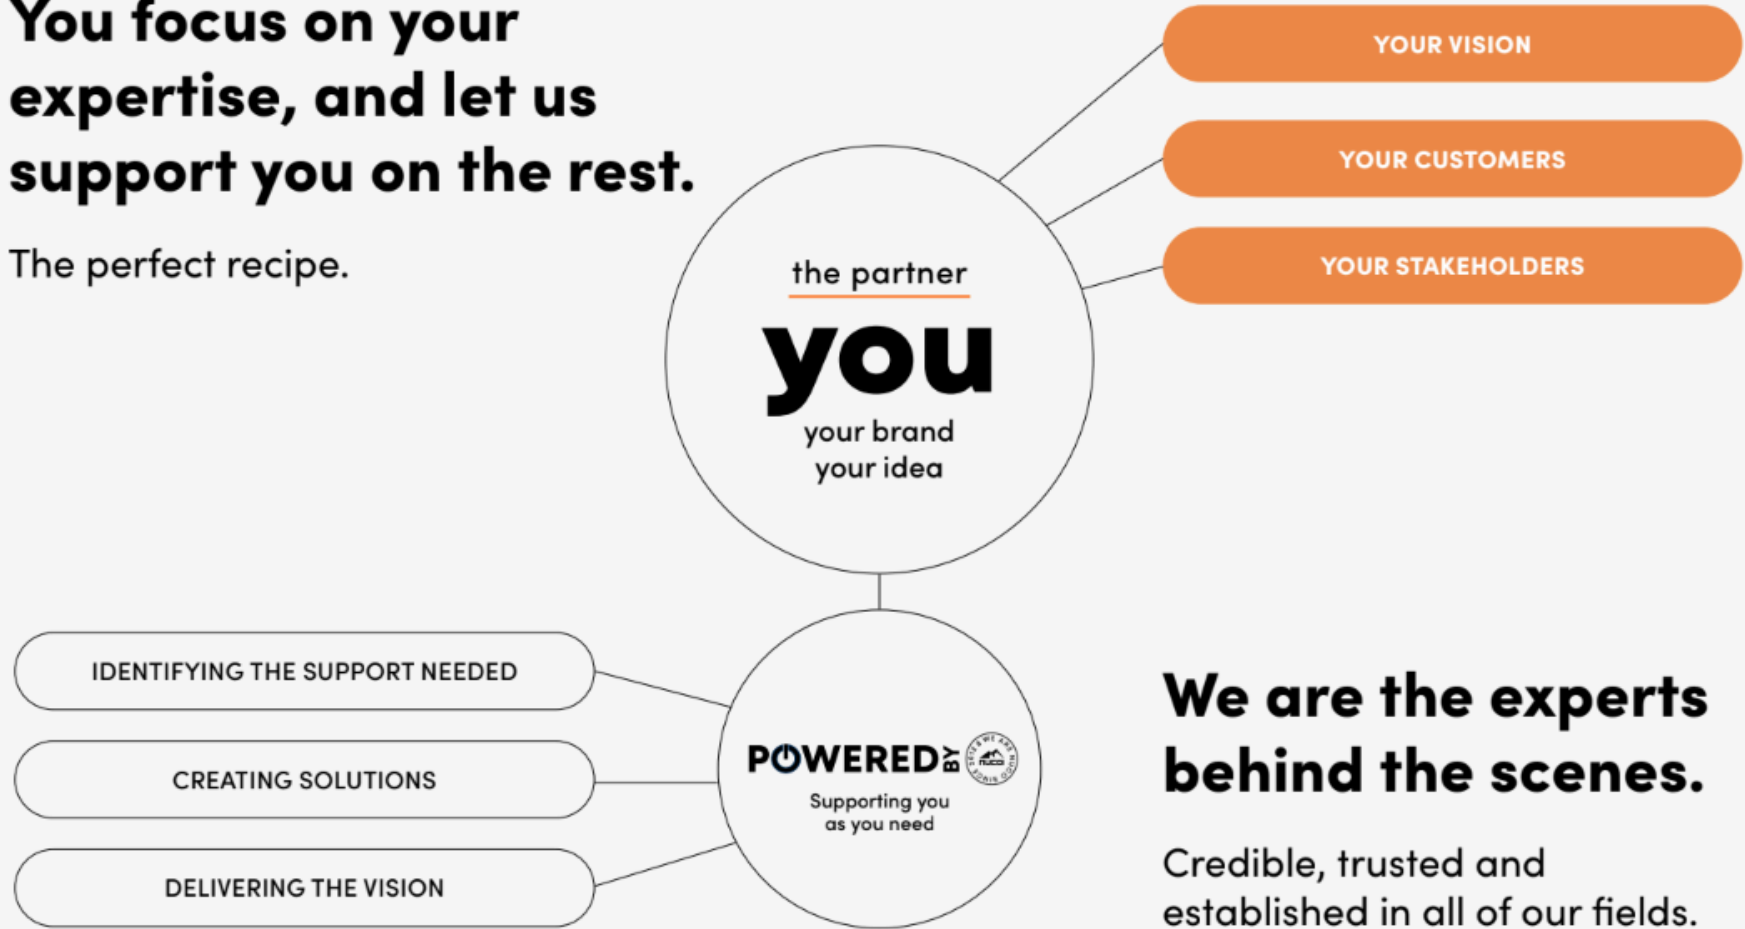 You focus on your
expertise, and let us
support you on the rest.
The perfect recipe.
YOUR VISION
YOUR CUSTOMERS
YOUR STAKEHOLDERS
the partner
you
your brand
your idea
IDENTIFYING THE SUPPORT NEEDED
CREATING SOLUTIONS
DELIVERING THE VISION
POWERED BY
Supporting you
as you need
We are the experts
behind the scenes.
Credible, trusted and
established in all of our fields.